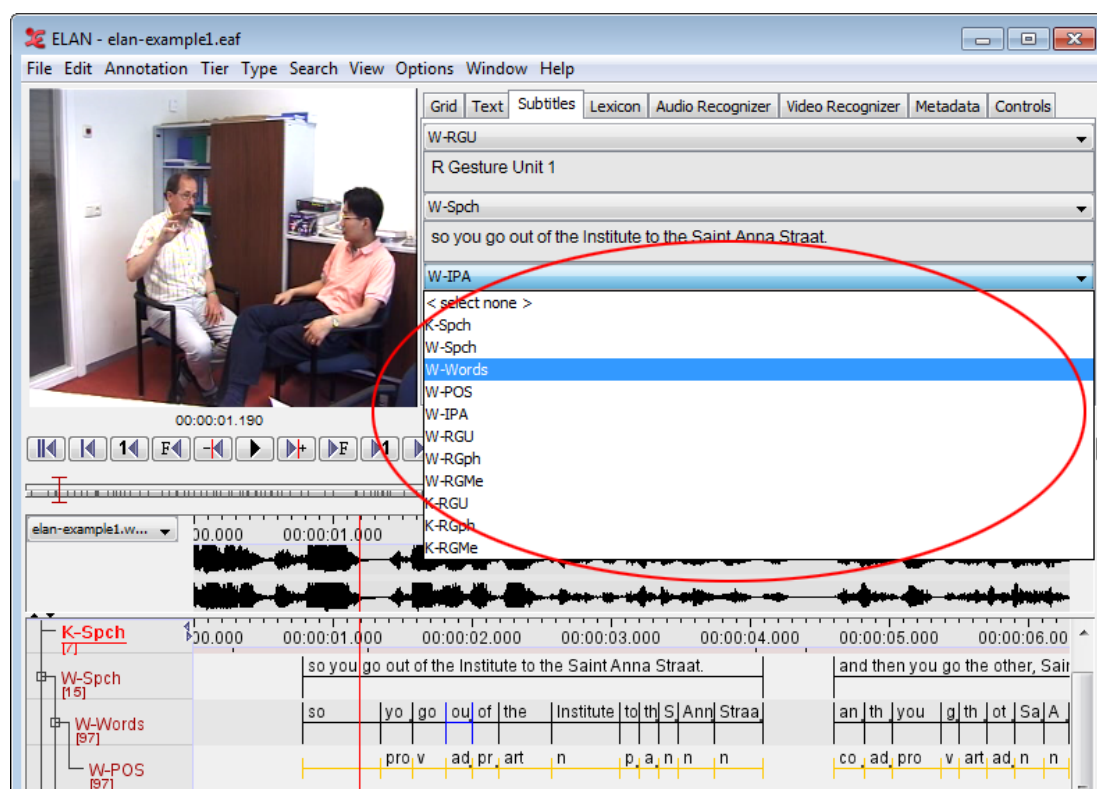 ELAN - elan-example1.eaf
File Edit Annotation Tier Type Search View Options Window Help
Grid Text Subtitles Lexicon Audio Recognizer Video Recognizer Metadata Controls
W-RGU
R Gesture Unit 1
W-Spch
so you go out of the Institute to the Saint Anna Straat.
W-IPA
< select none >
K-Spch
W-Spch
W-Words
W-POS
W-IPA
W-RGU
W-RGph
W-RGMe
K-RGU
K-RGph
K-RGMe
00:00:01.190
1 F - + F 1
elan-example1.w...
00.000 00:00:01.000
K-Spch
[7]
00.000 00:00:01.000 00:00:02.000 00:00:03.000 00:00:04.000 00:00:05.000 00:00:06.00
W-Spch
[15]
so you go out of the Institute to the Saint Anna Straat. and then you go the other, Sair
W-Words
[97]
so yo go ou of the Institute to th S Ann Straa an th you g th ot Sa A
W-POS
[97]
pro v ad pr art n p a n n n co ad pro v art ad n n